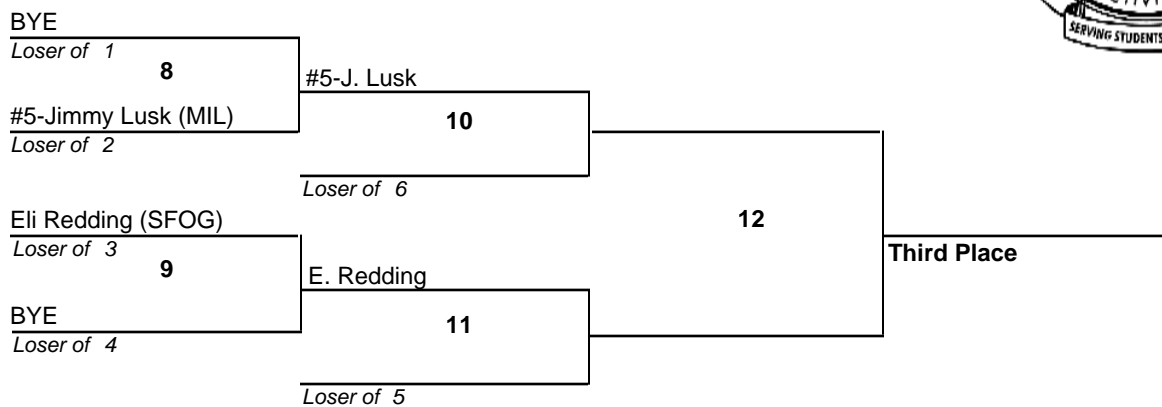 SERVING STUDENTS
BYE
Loser of 1
8
#5-J. Lusk
#5-Jimmy Lusk (MIL)
10
Loser of 2
Loser of 6
Eli Redding (SFOG)
12
Loser of 3
Third Place
9
E. Redding
BYE
11
Loser of 4
Loser of 5